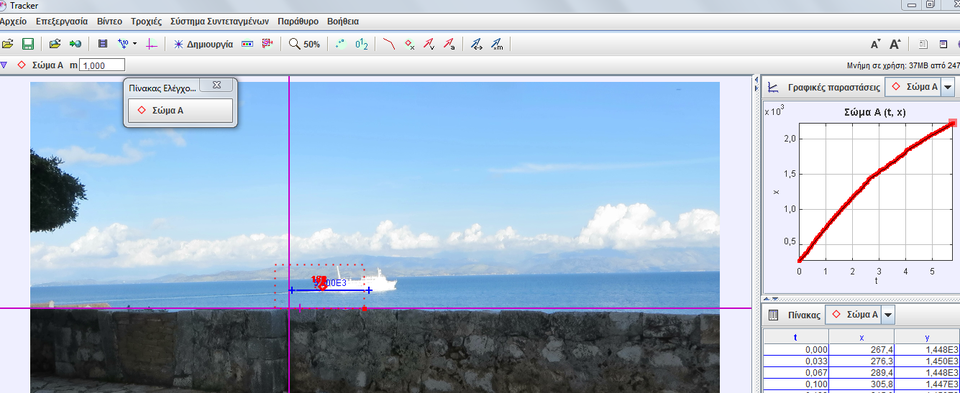 Tracker
Αρχείο Επεξεργασία Βίντεο Τροχιές Σύστημα Συντεταγμένων Παράθυρο Βοήθεια
Δημιουργία 50%
Σώμα A m 1,000
Μνήμη σε χρήση: 37MB από 247
Πίνακας Ελέγχο...
Σώμα A
Γραφικές παραστάσεις Σώμα A
Σώμα A (t, x)
x 10³
2,0
1,5
1,0
0,5
x
0 1 2 3 4 5
t
Πίνακας Σώμα A
t x y
0,000 267,4 1,448E3
0,033 276,3 1,450E3
0,067 289,4 1,448E3
0,100 305,8 1,447E3